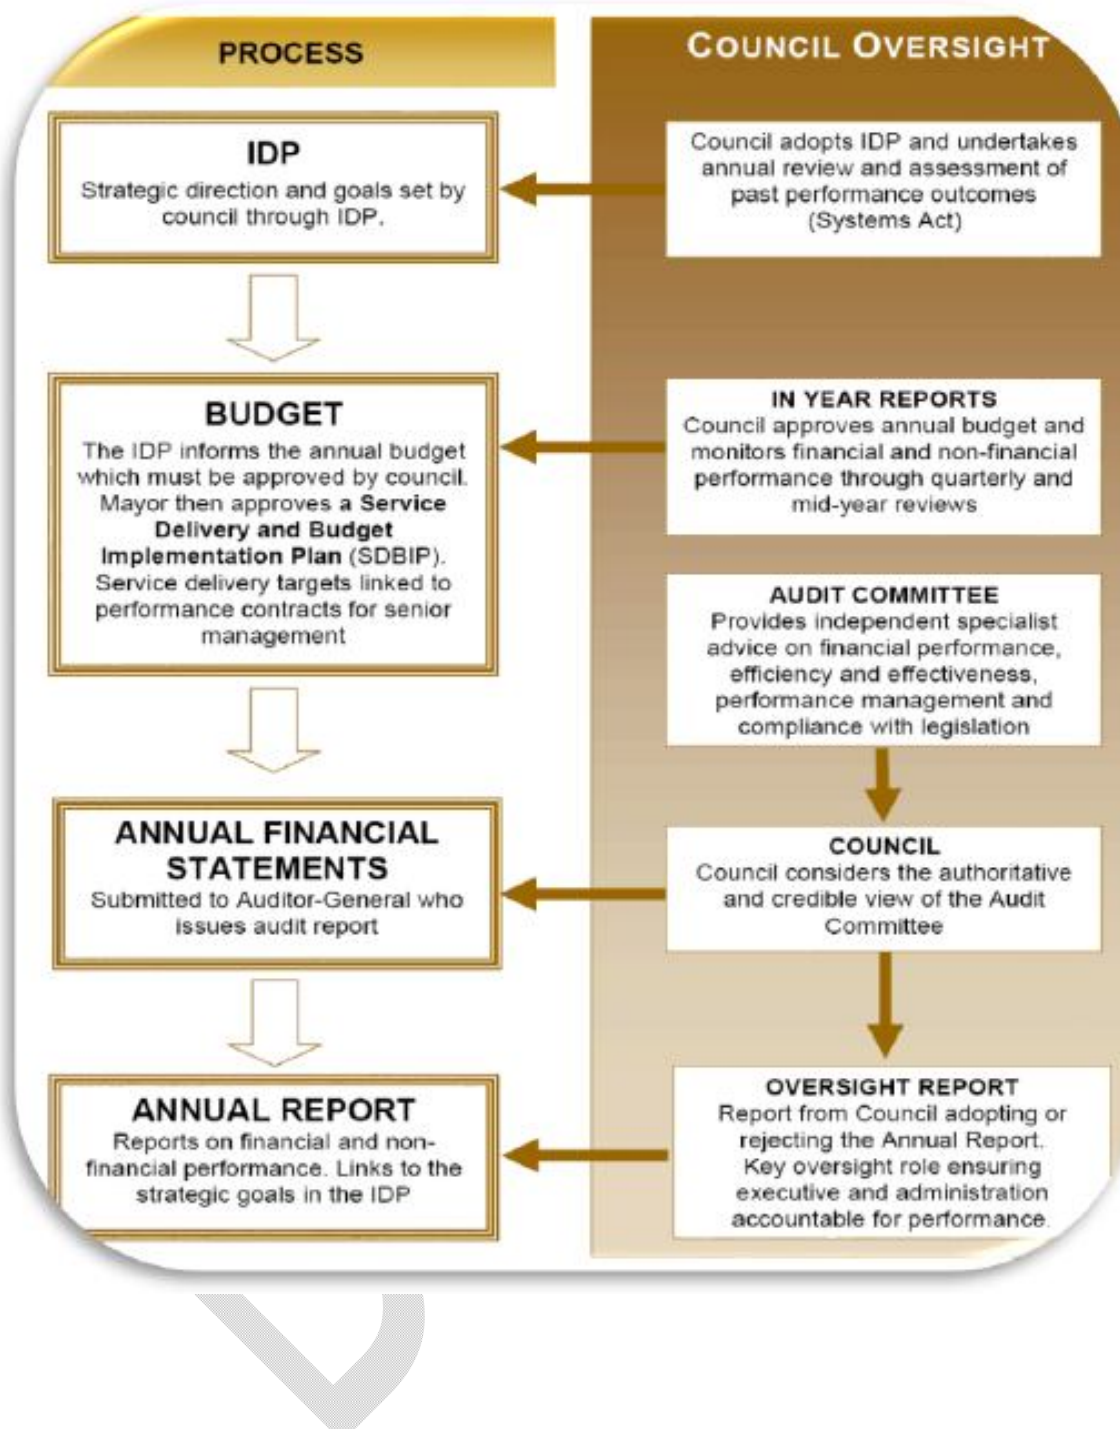 PROCESS
IDP
Strategic direction and goals set by
council through IDP.
BUDGET
The IDP informs the annual budget
which must be approved by council.
Mayor then approves a Service
Delivery and Budget
Implementation Plan (SDBIP).
Service delivery targets linked to
performance contracts for senior
management
ANNUAL FINANCIAL
STATEMENTS
Submitted to Auditor-General who
issues audit report
ANNUAL REPORT
Reports on financial and non-
financial performance. Links to the
strategic goals in the IDP
COUNCIL OVERSIGHT
Council adopts IDP and undertakes
annual review and assessment of
past performance outcomes
(Systems Act)
IN YEAR REPORTS
Council approves annual budget and
monitors financial and non-financial
performance through quarterly and
mid-year reviews
AUDIT COMMITTEE
Provides independent specialist
advice on financial performance,
efficiency and effectiveness,
performance management and
compliance with legislation
COUNCIL
Council considers the authoritative
and credible view of the Audit
Committee
OVERSIGHT REPORT
Report from Council adopting or
rejecting the Annual Report.
Key oversight role ensuring
executive and administration
accountable for performance.